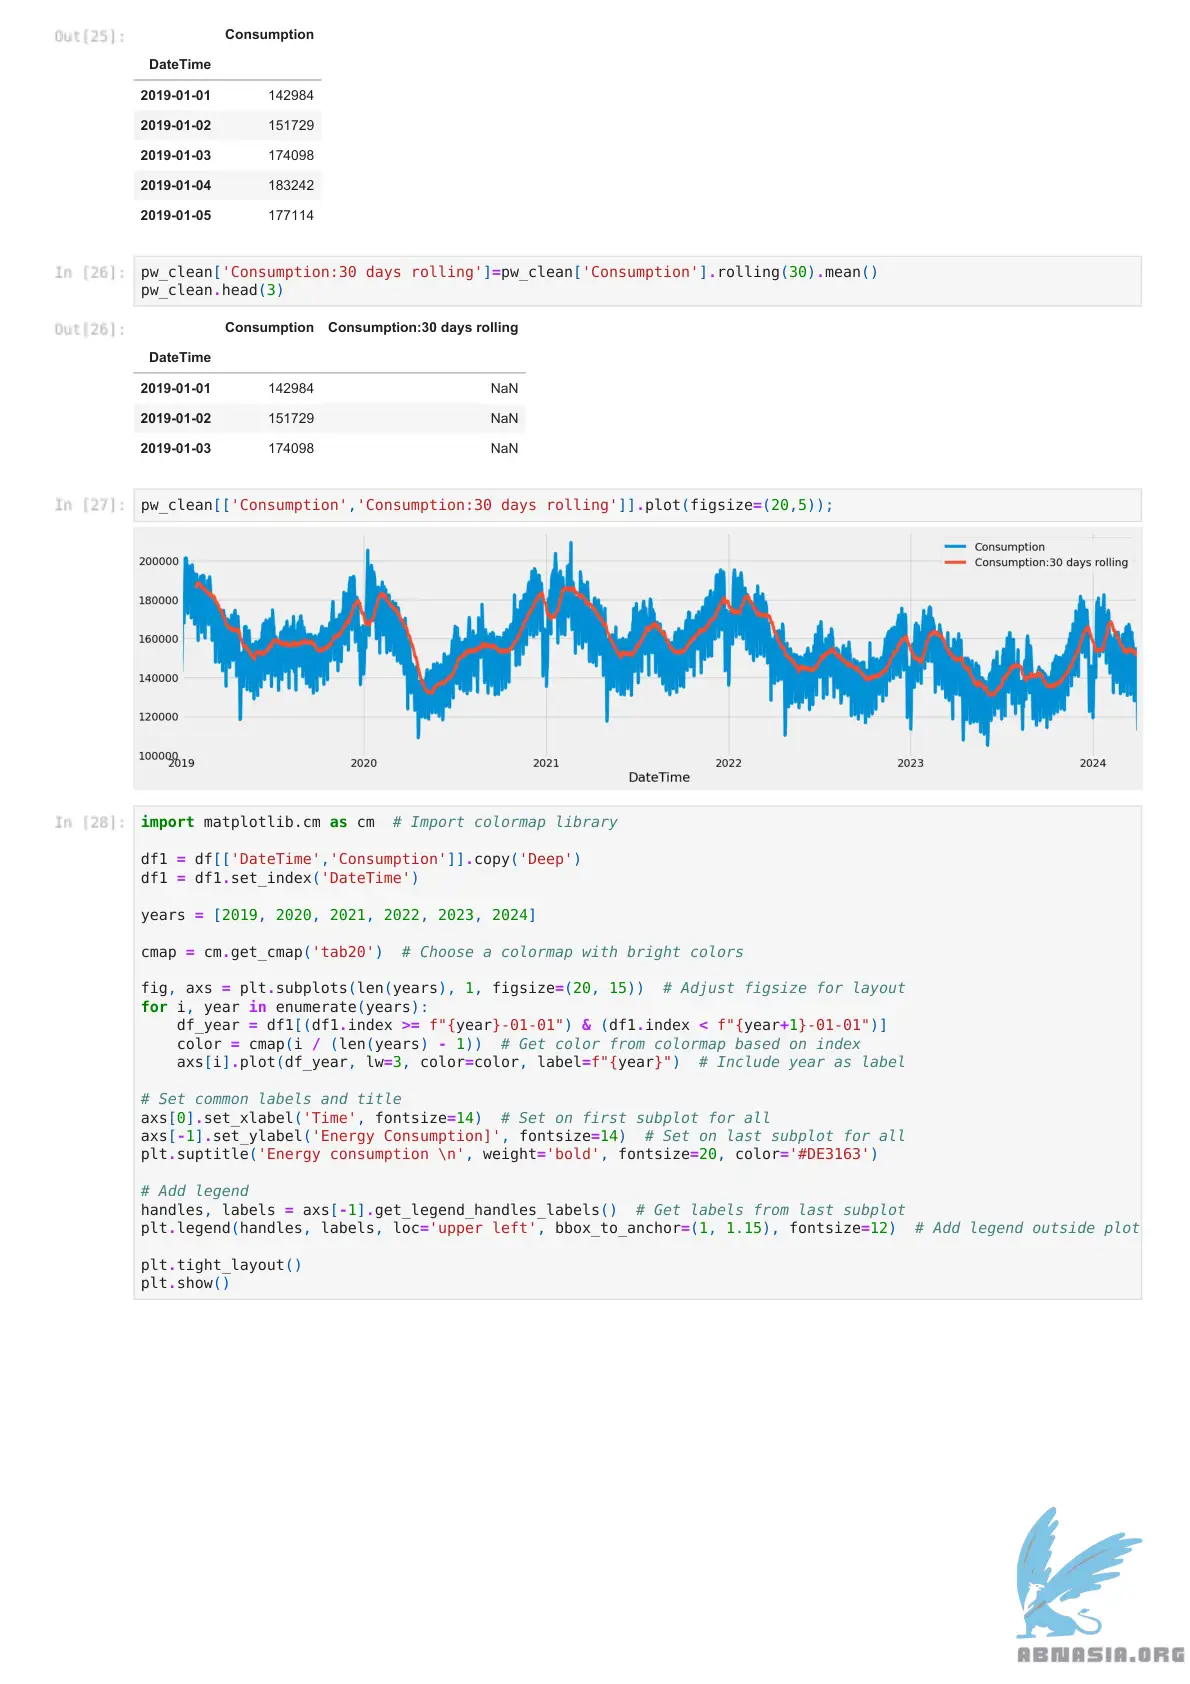 Out[25]:
Consumption
DateTime
2019-01-01 142984
2019-01-02 151729
2019-01-03 174098
2019-01-04 183242
2019-01-05 177114
In [26]:
pw_clean['Consumption:30 days rolling']=pw_clean['Consumption'].rolling(30).mean()
pw_clean.head(3)
Out[26]:
Consumption Consumption:30 days rolling
DateTime
2019-01-01 142984 NaN
2019-01-02 151729 NaN
2019-01-03 174098 NaN
In [27]:
pw_clean[['Consumption','Consumption:30 days rolling']].plot(figsize=(20,5));
Consumption
Consumption:30 days rolling
200000
180000
160000
140000
120000
100000
2019 2020 2021 2022 2023 2024
DateTime
In [28]:
import matplotlib.cm as cm  # Import colormap library
df1 = df[['DateTime','Consumption']].copy('Deep')
df1 = df1.set_index('DateTime')
years = [2019, 2020, 2021, 2022, 2023, 2024]
cmap = cm.get_cmap('tab20')  # Choose a colormap with bright colors
fig, axs = plt.subplots(len(years), 1, figsize=(20, 15))  # Adjust figsize for layout
for i, year in enumerate(years):
    df_year = df1[(df1.index >= f"{year}-01-01") & (df1.index < f"{year+1}-01-01")]
    color = cmap(i / (len(years) - 1))  # Get color from colormap based on index
    axs[i].plot(df_year, lw=3, color=color, label=f"{year}")  # Include year as label
# Set common labels and title
axs[0].set_xlabel('Time', fontsize=14)  # Set on first subplot for all
axs[-1].set_ylabel('Energy Consumption]', fontsize=14)  # Set on last subplot for all
plt.suptitle('Energy consumption \n', weight='bold', fontsize=20, color='#DE3163')
# Add legend
handles, labels = axs[-1].get_legend_handles_labels()  # Get labels from last subplot
plt.legend(handles, labels, loc='upper left', bbox_to_anchor=(1, 1.15), fontsize=12)  # Add legend outside plot
plt.tight_layout()
plt.show()
ABNASIA.ORG